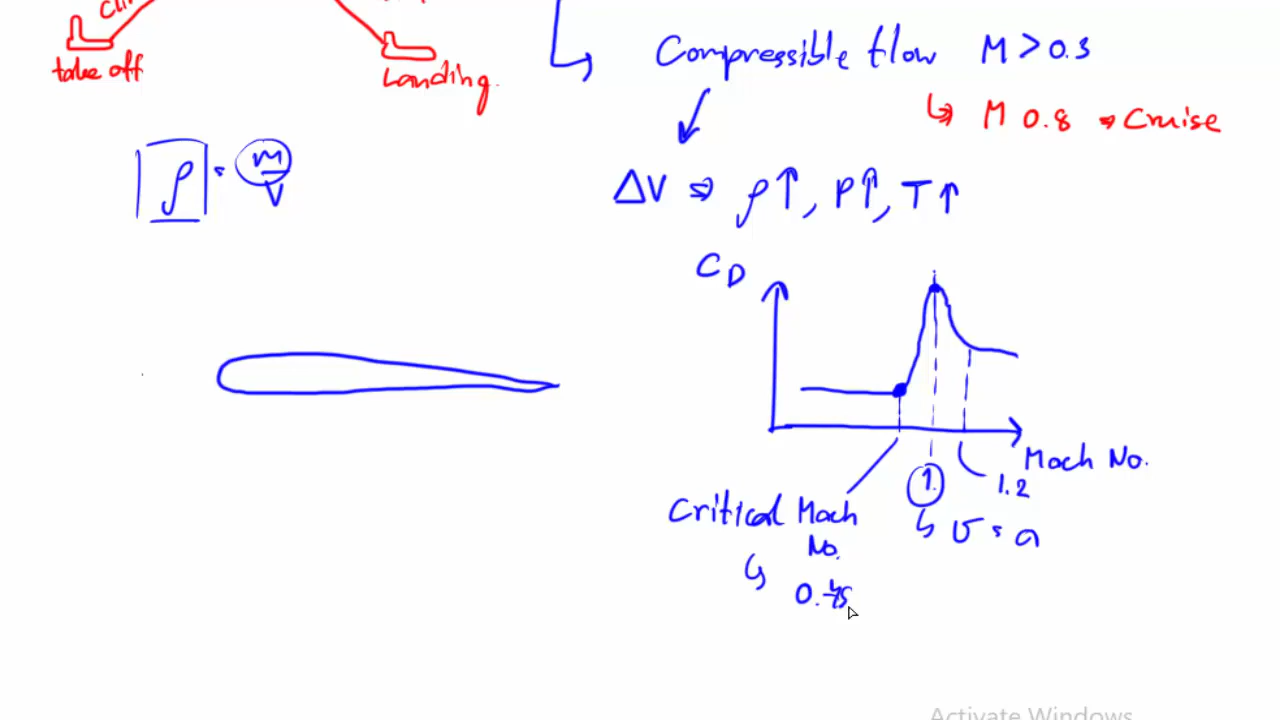 take off
Landing.
Compressible flow M > 0.3
↳ M 0.8 → Cruise
ρ = m/V
ΔV ⇒ ρ↑, P↑, T↑
C_D
Mach No.
1.
1.2
↳ v = a
Critical Mach
No.
↳ 0.75
Activate Windows